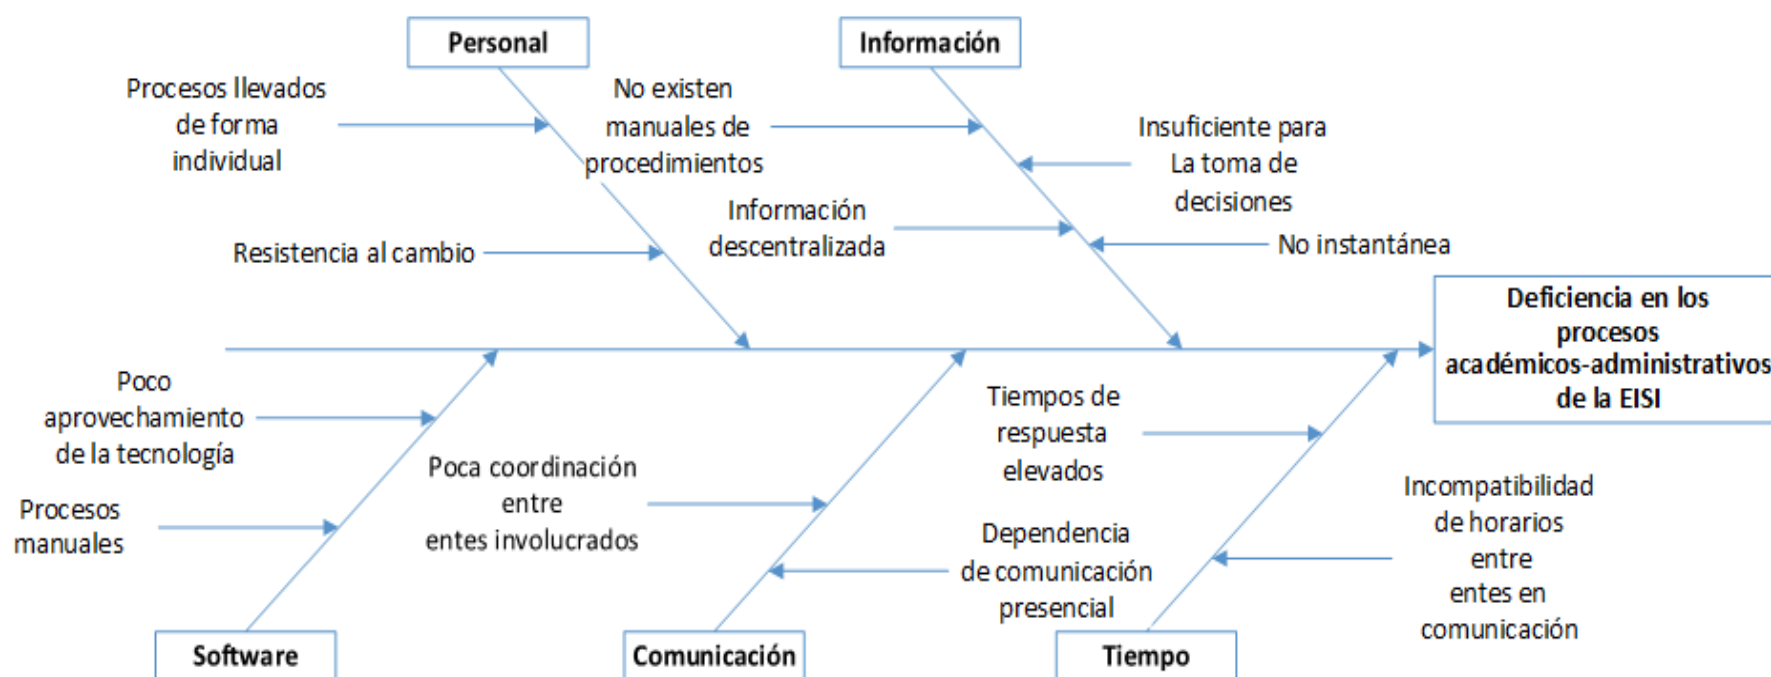 Personal
Información
Procesos llevados
de forma
individual
No existen
manuales de
procedimientos
Insuficiente para
La toma de
decisiones
Información
descentralizada
Resistencia al cambio
No instantánea
Deficiencia en los
procesos
académicos-administrativos
de la EISI
Poco
aprovechamiento
de la tecnología
Procesos
manuales
Poca coordinación
entre
entes involucrados
Tiempos de
respuesta
elevados
Dependencia
de comunicación
presencial
Incompatibilidad
de horarios
entre
entes en
comunicación
Software
Comunicación
Tiempo